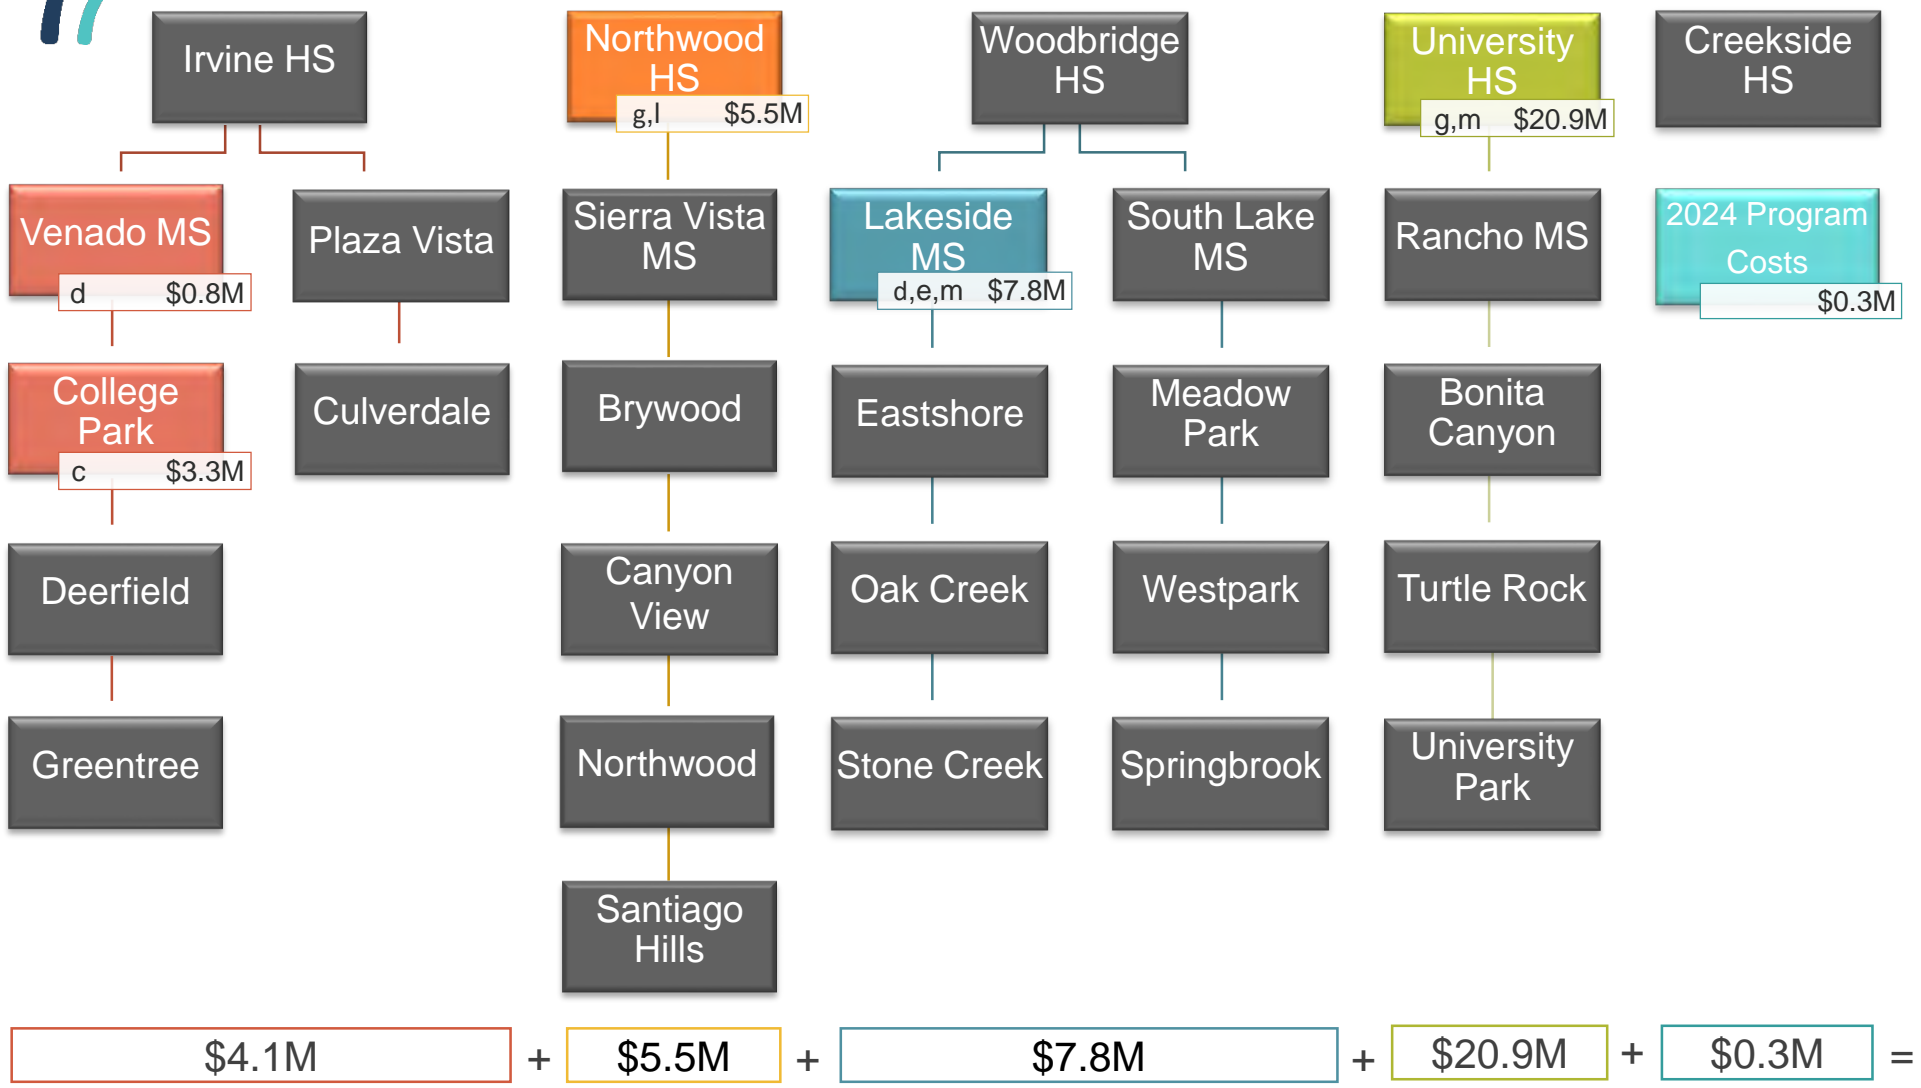 Irvine HS
Northwood
HS
g,l $5.5M
Woodbridge
HS
University
HS
g,m $20.9M
Creekside
HS
Venado MS
d $0.8M
Plaza Vista
Sierra Vista
MS
Lakeside
MS
d,e,m $7.8M
South Lake
MS
Rancho MS
2024 Program
Costs
$0.3M
College
Park
c $3.3M
Culverdale
Brywood
Eastshore
Meadow
Park
Bonita
Canyon
Deerfield
Canyon
View
Oak Creek
Westpark
Turtle Rock
Greentree
Northwood
Stone Creek
Springbrook
University
Park
Santiago
Hills
$4.1M + $5.5M + $7.8M + $20.9M + $0.3M =